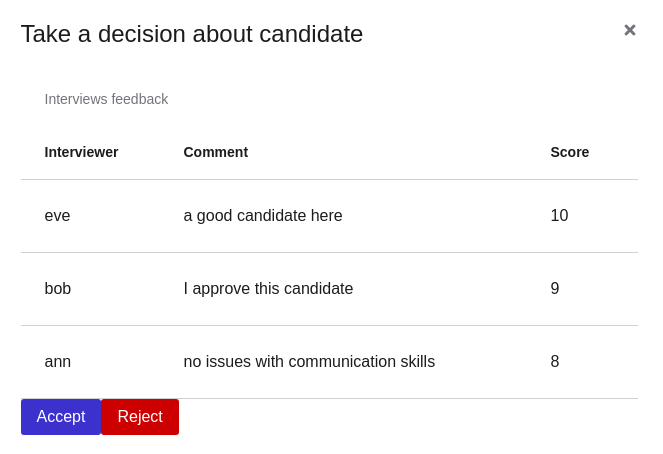 Take a decision about candidate
Interviews feedback
Interviewer Comment Score
eve a good candidate here 10
bob I approve this candidate 9
ann no issues with communication skills 8
Accept Reject